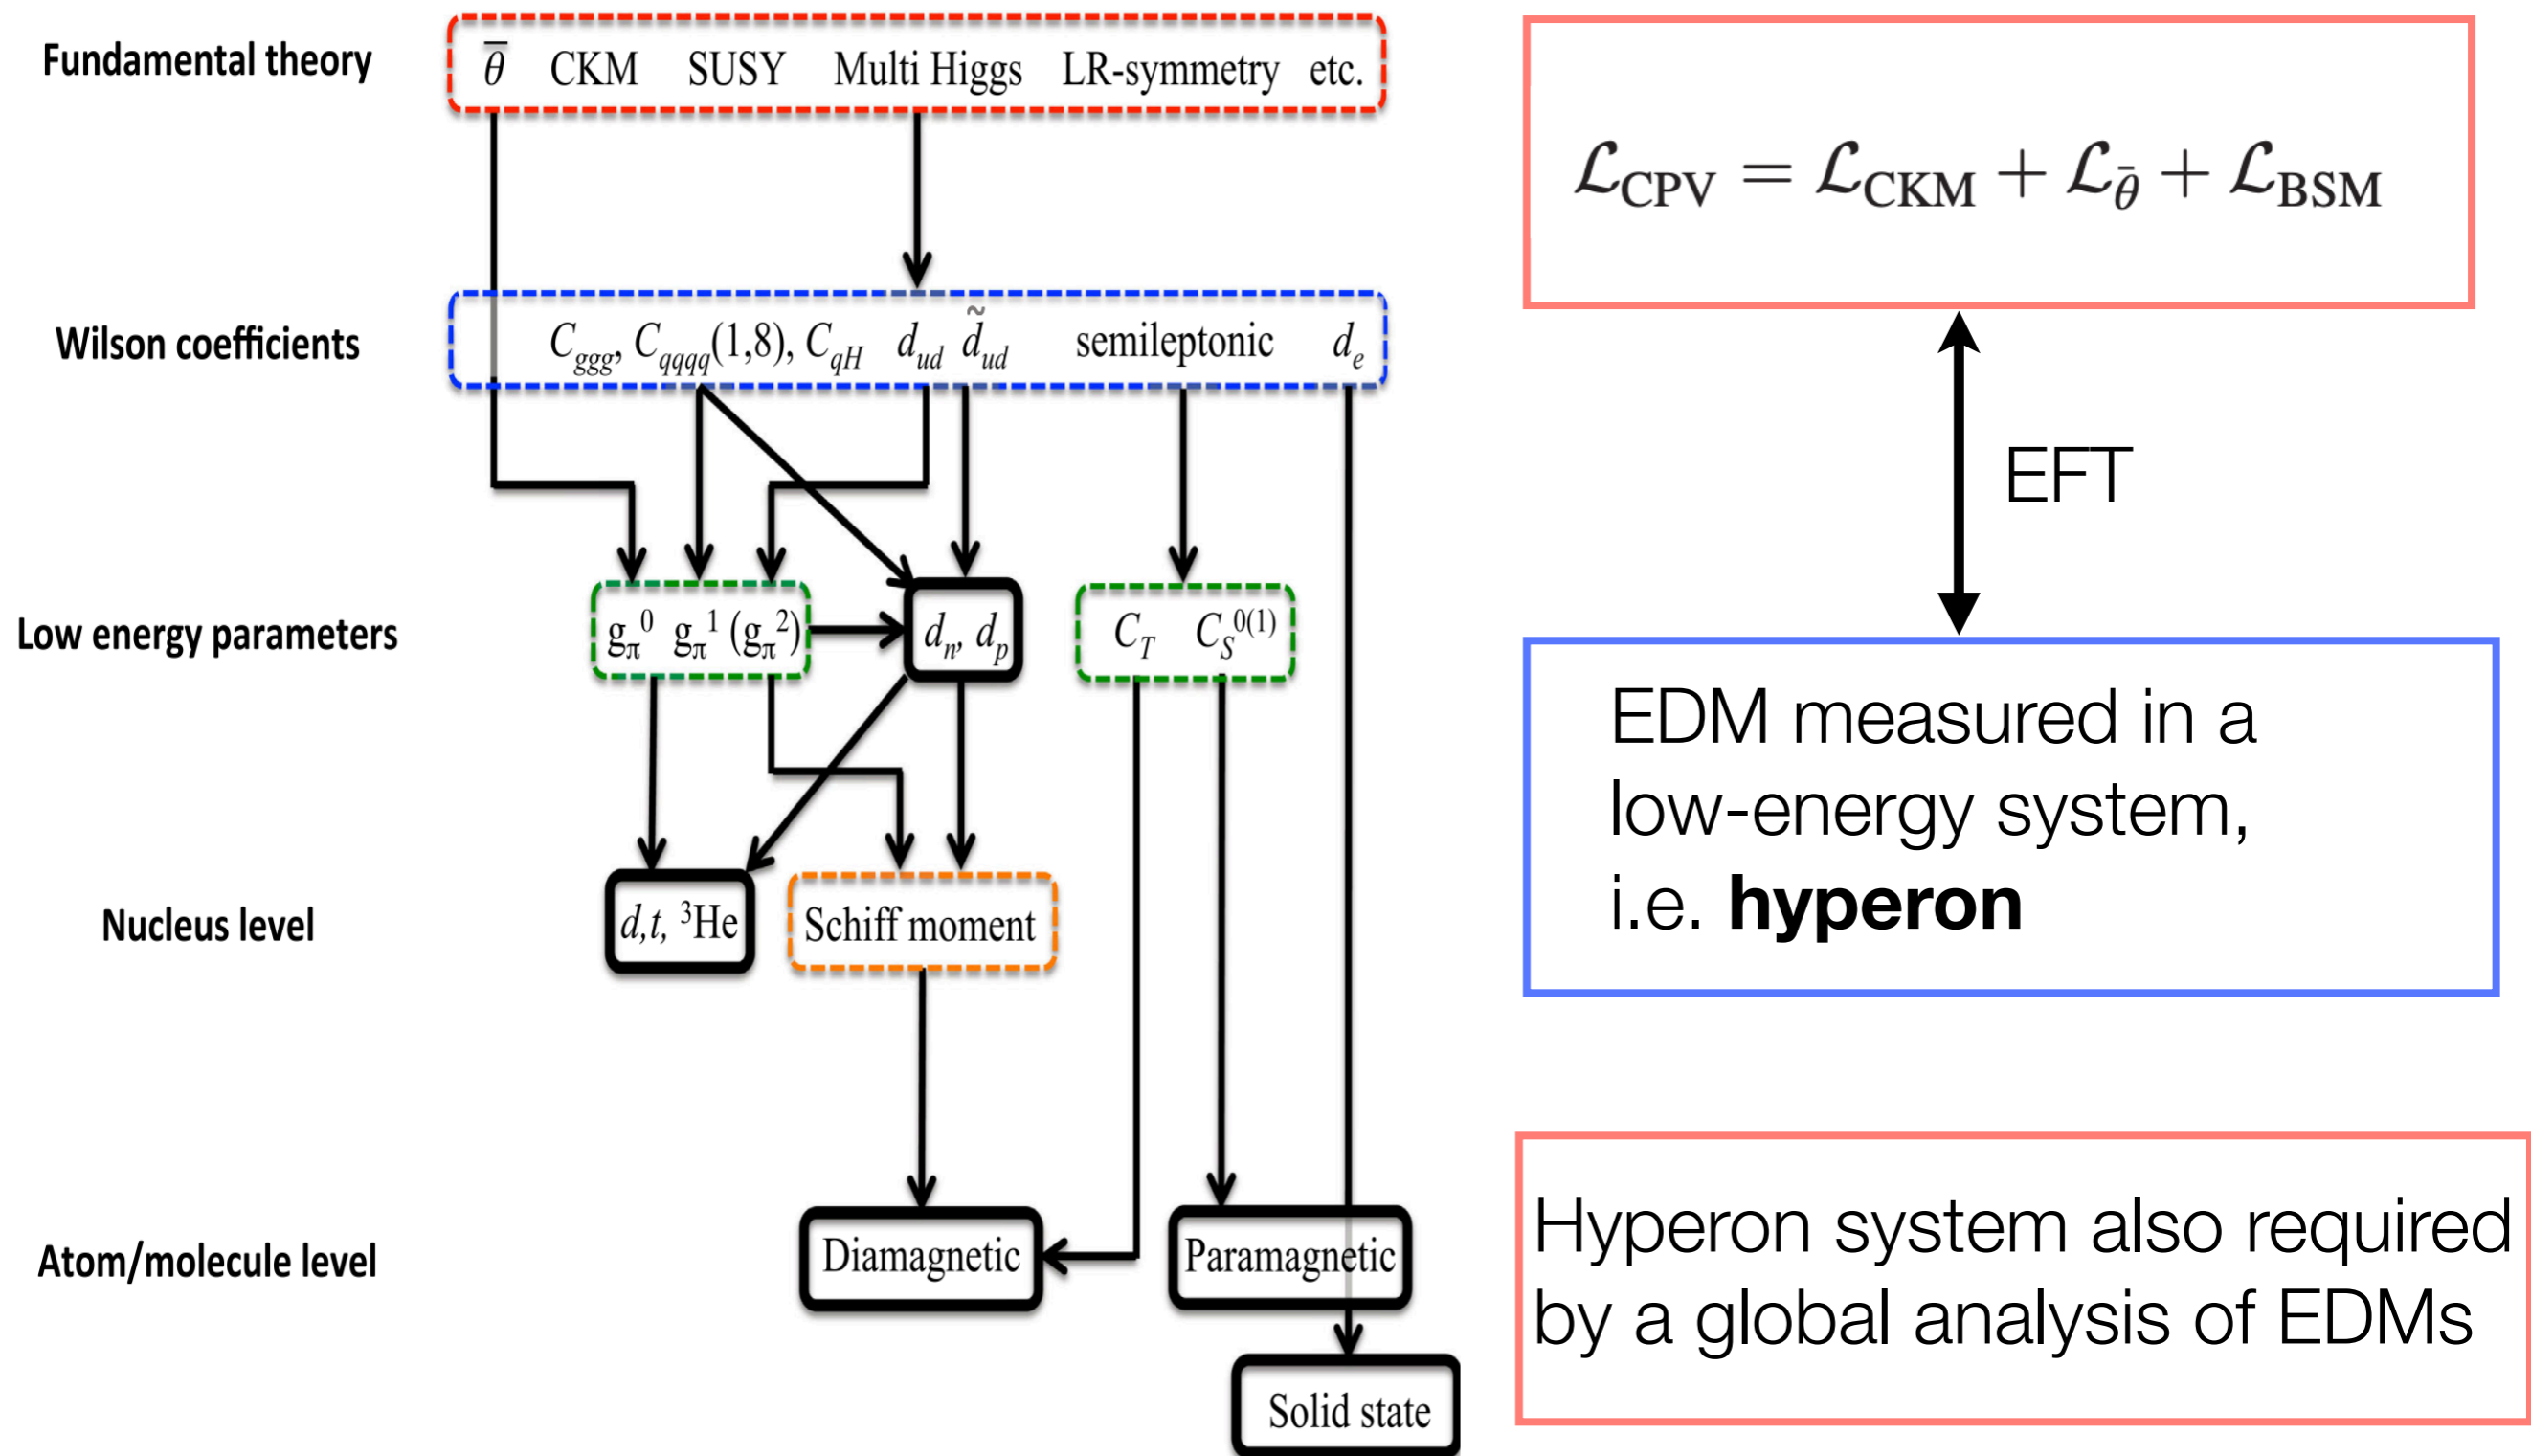 Fundamental theory
θ̅ CKM SUSY Multi Higgs LR-symmetry etc.
Wilson coefficients
C_ggg, C_qqqq(1,8), C_qH d_ud d̃_ud semileptonic d_e
Low energy parameters
g_π^0 g_π^1 (g_π^2)
d_n, d_p
C_T C_S^0(1)
Nucleus level
d,t, ^3He
Schiff moment
Atom/molecule level
Diamagnetic
Paramagnetic
Solid state
ℒ_CPV = ℒ_CKM + ℒ_θ̄ + ℒ_BSM
EFT
EDM measured in a
low-energy system,
i.e. hyperon
Hyperon system also required
by a global analysis of EDMs